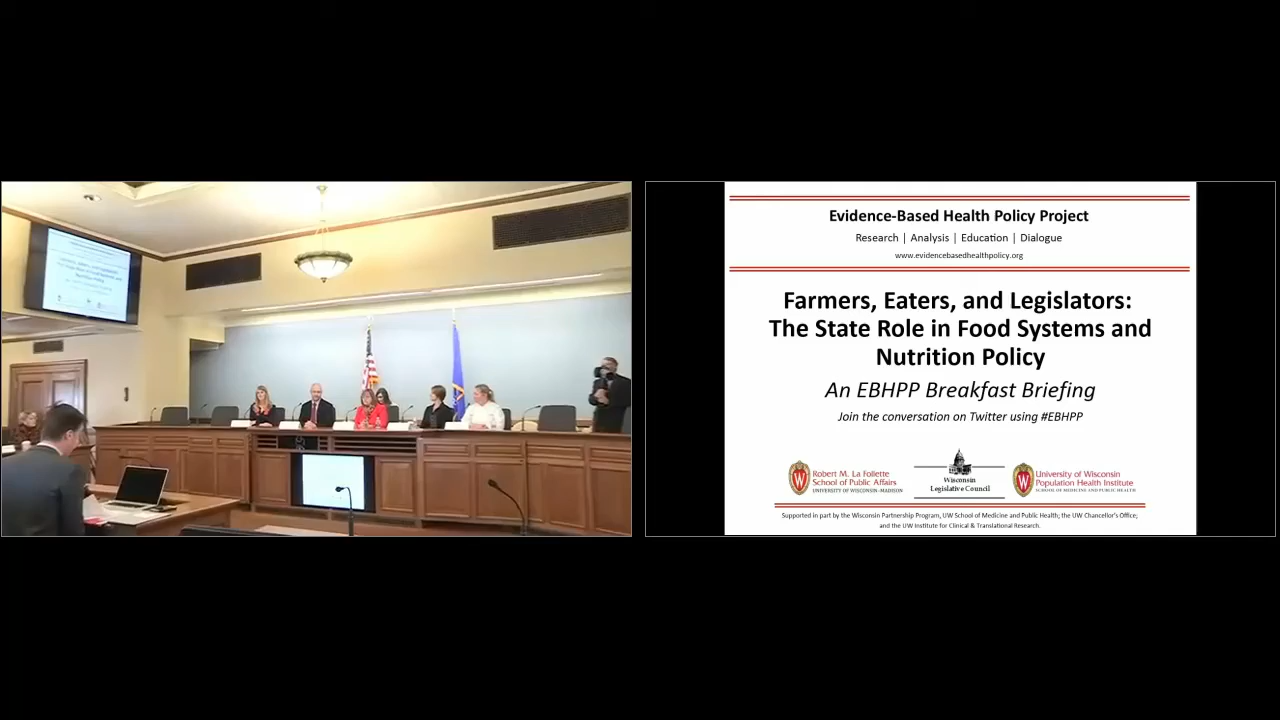 Evidence-Based Health Policy Project
Research | Analysis | Education | Dialogue
www.evidencebasedhealthpolicy.org
Farmers, Eaters, and Legislators:
The State Role in Food Systems and
Nutrition Policy
An EBHPP Breakfast Briefing
Join the conversation on Twitter using #EBHPP
Robert M. La Follette
School of Public Affairs
UNIVERSITY OF WISCONSIN–MADISON
Wisconsin
Legislative Council
University of Wisconsin
Population Health Institute
SCHOOL OF MEDICINE AND PUBLIC HEALTH
Supported in part by the Wisconsin Partnership Program, UW School of Medicine and Public Health; the UW Chancellor's Office;
and the UW Institute for Clinical & Translational Research.